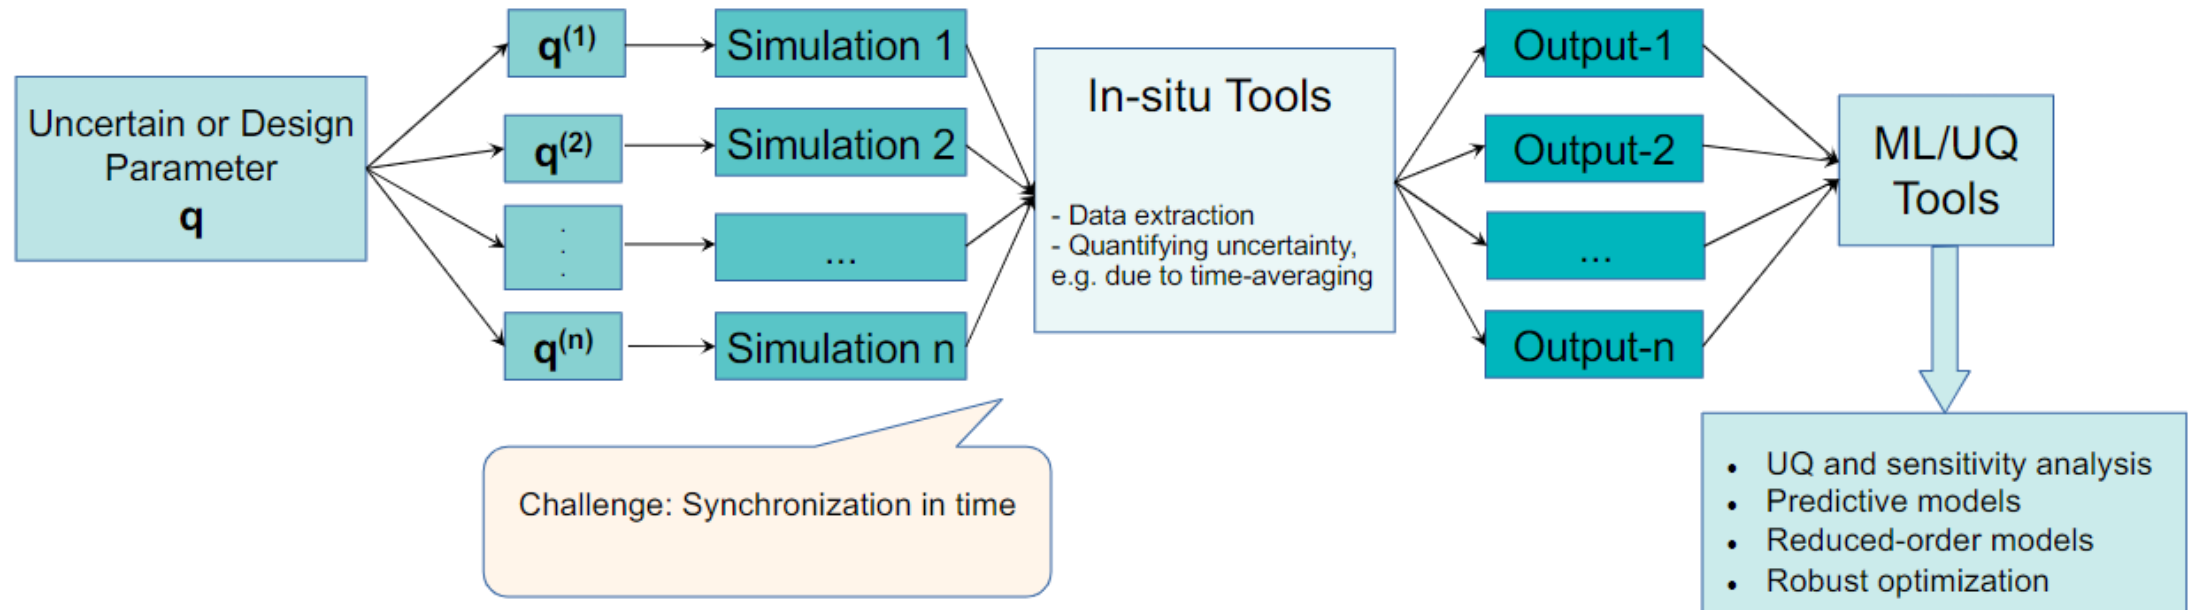 Uncertain or Design
Parameter
q
q(1)
q(2)
.
.
.
q(n)
Simulation 1
Simulation 2
...
Simulation n
In-situ Tools
- Data extraction
- Quantifying uncertainty,
e.g. due to time-averaging
Output-1
Output-2
...
Output-n
ML/UQ
Tools
Challenge: Synchronization in time
• UQ and sensitivity analysis
• Predictive models
• Reduced-order models
• Robust optimization